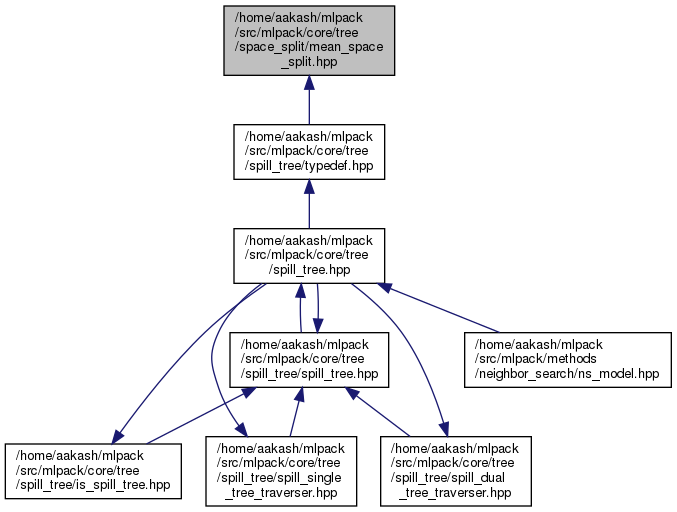 /home/aakash/mlpack
/src/mlpack/core/tree
/space_split/mean_space
_split.hpp
/home/aakash/mlpack
/src/mlpack/core/tree
/spill_tree/typedef.hpp
/home/aakash/mlpack
/src/mlpack/core/tree
/spill_tree.hpp
/home/aakash/mlpack
/src/mlpack/core/tree
/spill_tree/spill_tree.hpp
/home/aakash/mlpack
/src/mlpack/methods
/neighbor_search/ns_model.hpp
/home/aakash/mlpack
/src/mlpack/core/tree
/spill_tree/is_spill_tree.hpp
/home/aakash/mlpack
/src/mlpack/core/tree
/spill_tree/spill_single
_tree_traverser.hpp
/home/aakash/mlpack
/src/mlpack/core/tree
/spill_tree/spill_dual
_tree_traverser.hpp